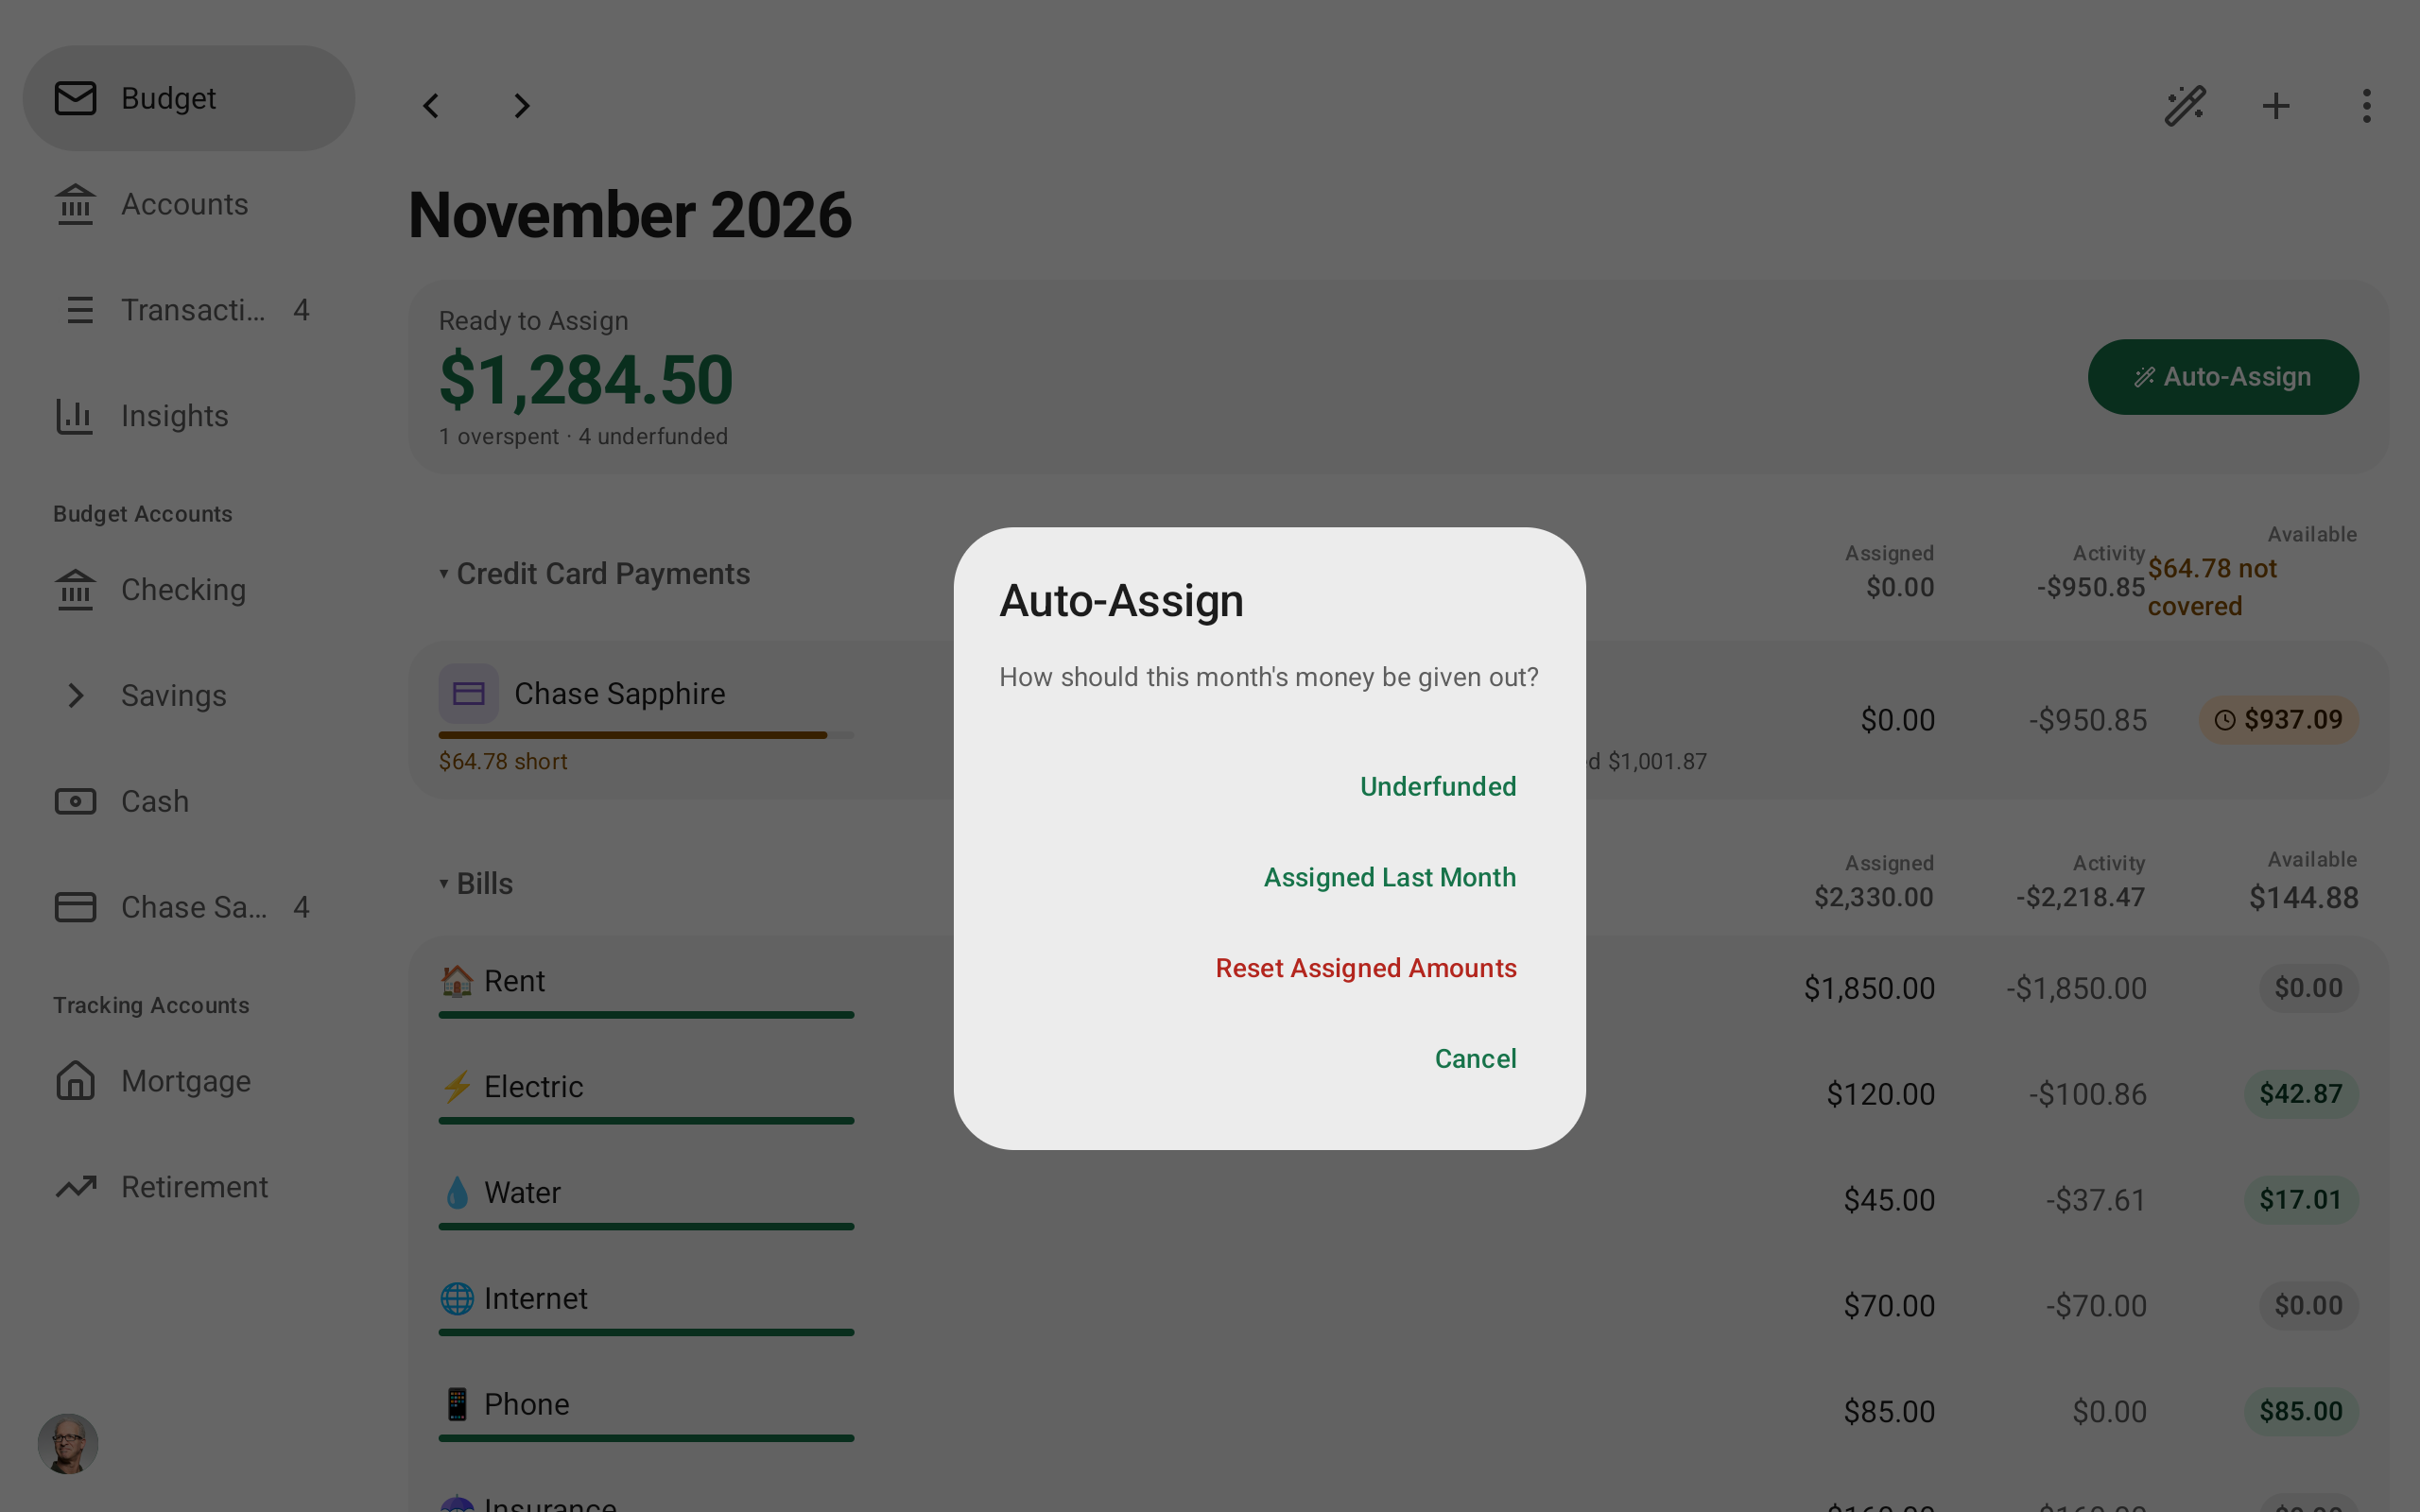 Budget
Accounts
Transacti... 4
Insights
Budget Accounts
Checking
Savings
Cash
Chase Sa... 4
Tracking Accounts
Mortgage
Retirement
November 2026
Ready to Assign
$1,284.50
1 overspent · 4 underfunded
Auto-Assign
Credit Card Payments
Assigned
$0.00
Activity
-$950.85
Available
$64.78 not
covered
Chase Sapphire
$0.00
-$950.85
$937.09
$64.78 short
$1,001.87
Bills
Assigned
$2,330.00
Activity
-$2,218.47
Available
$144.88
🏠 Rent
$1,850.00
-$1,850.00
$0.00
⚡ Electric
$120.00
-$100.86
$42.87
💧 Water
$45.00
-$37.61
$17.01
🌐 Internet
$70.00
-$70.00
$0.00
📱 Phone
$85.00
$0.00
$85.00
Insurance
Auto-Assign
How should this month's money be given out?
Underfunded
Assigned Last Month
Reset Assigned Amounts
Cancel